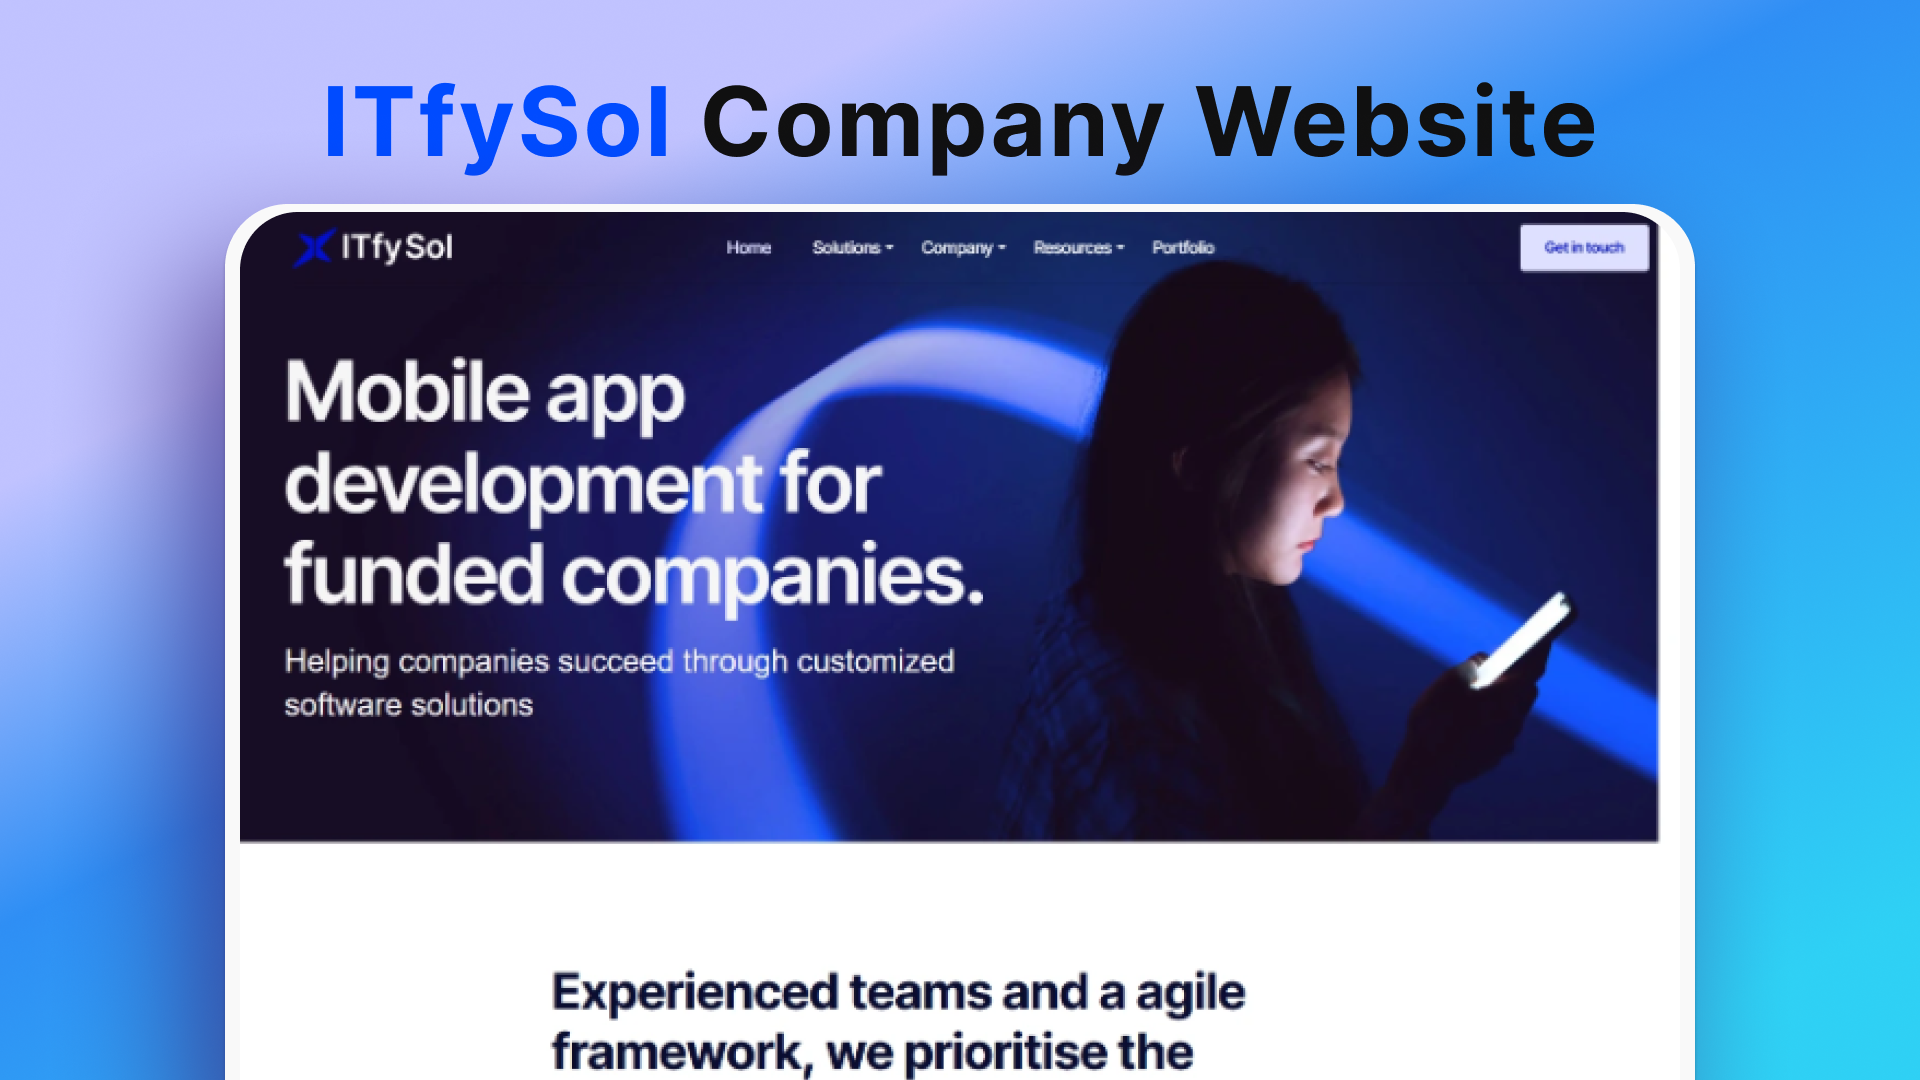 ITfySol Company Website
ITfySol
Home Solutions Company Resources Portfolio
Get in touch
Mobile app
development for
funded companies.
Helping companies succeed through customized
software solutions
Experienced teams and a agile
framework, we prioritise the